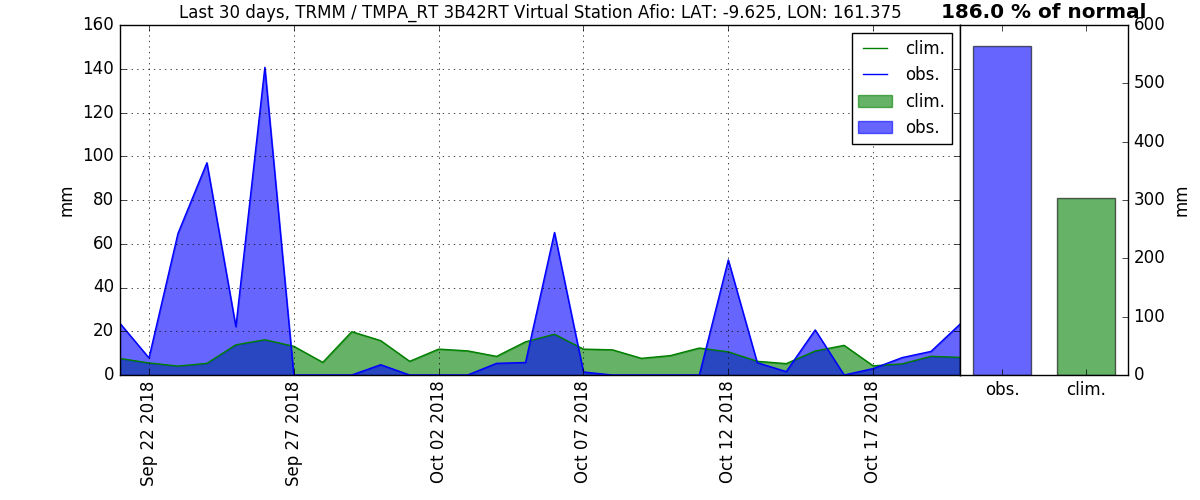 Last 30 days, TRMM / TMPA_RT 3B42RT Virtual Station Afio: LAT: -9.625, LON: 161.375
186.0 % of normal
160
140
120
100
80
60
40
20
0
mm
clim.
obs.
clim.
obs.
600
500
400
300
200
100
0
mm
Sep 22 2018
Sep 27 2018
Oct 02 2018
Oct 07 2018
Oct 12 2018
Oct 17 2018
obs.
clim.